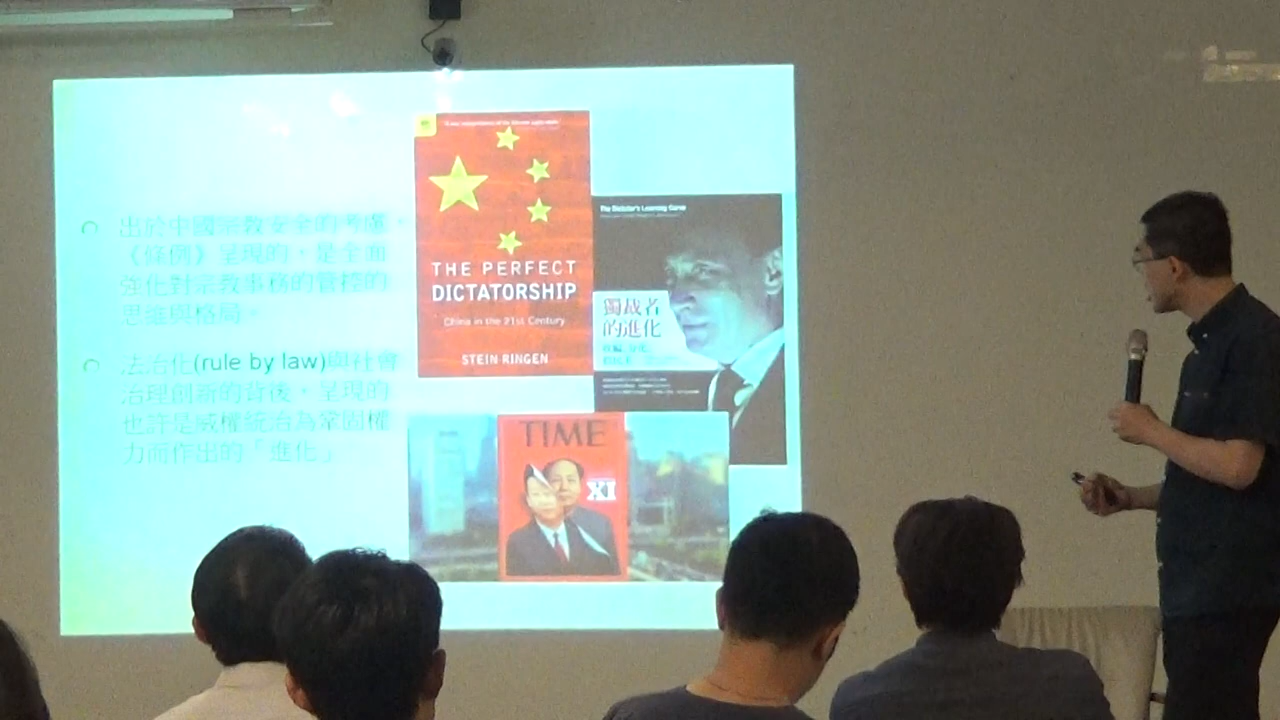 出於中國宗教安全的考慮，
《條例》呈現的，是全面
強化對宗教事務的管控的
思維與格局。
法治化(rule by law)與社會
治理創新的背後，呈現的
也許是威權統治為鞏固權
力而作出的「進化」
THE PERFECT
DICTATORSHIP
China in the 21st Century
STEIN RINGEN
The Dictator's Learning Curve
獨裁者
的進化
TIME
XI